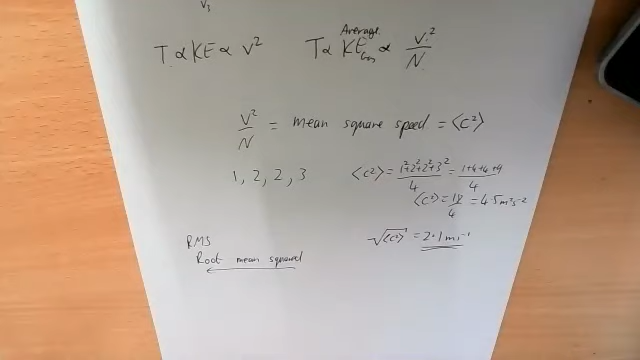 V₃
T ∝ KE ∝ v² T ∝ Average KE ∝ v²/N
v²/N = mean square speed = <c²>
1, 2, 2, 3 <c²> = 1²+2²+2²+3²/4 = 1+4+4+9/4
<c²> = 18/4 = 4.5 m²s⁻²
RMS √<c²> = 2.1 ms⁻¹
Root mean squared